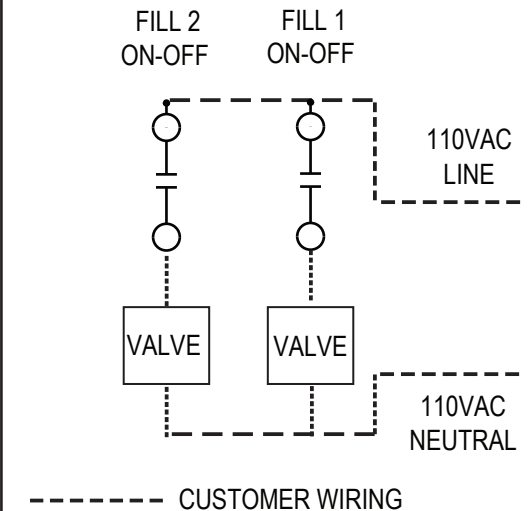 FILL 2
ON-OFF
FILL 1
ON-OFF
110VAC
LINE
VALVE
VALVE
110VAC
NEUTRAL
CUSTOMER WIRING